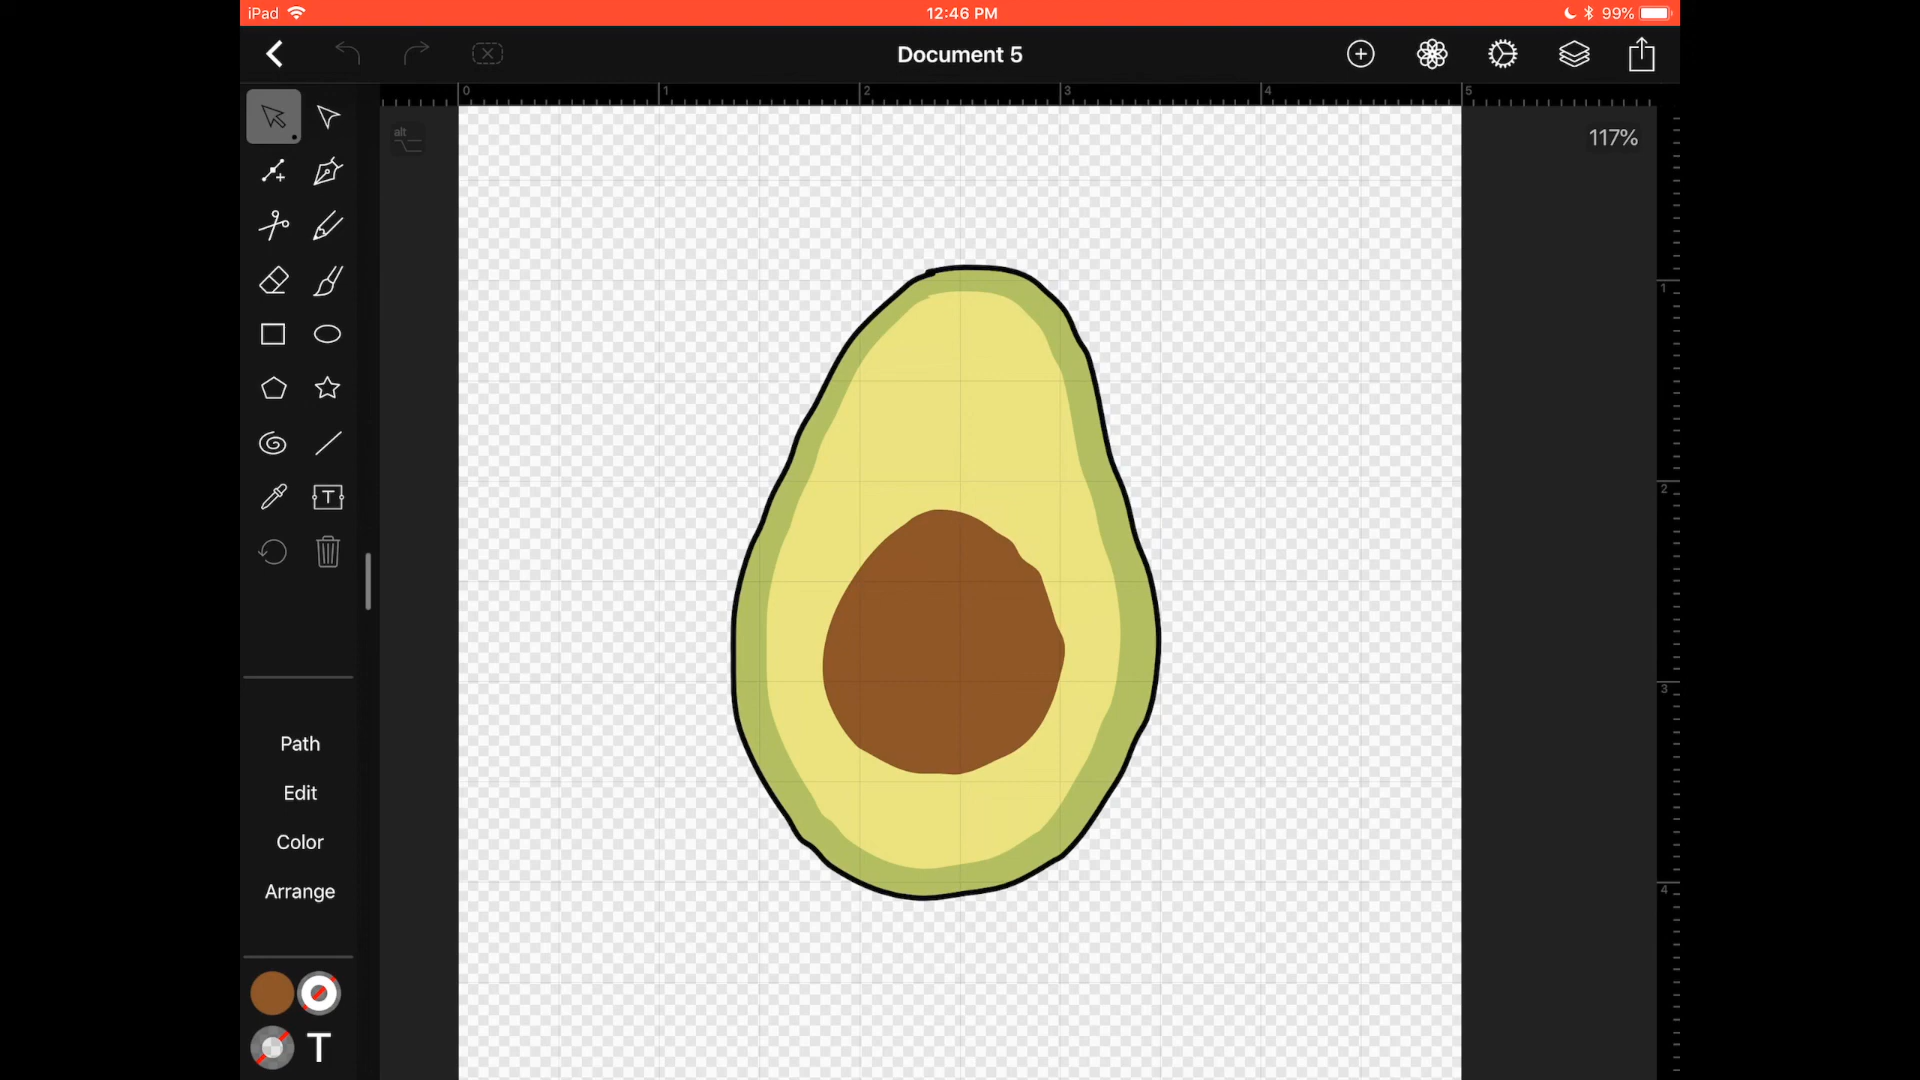 iPad 12:46 PM 99%
Document 5
0 1 2 3 4 5
alt
117%
1
2
3
4
T
Path
Edit
Color
Arrange
T